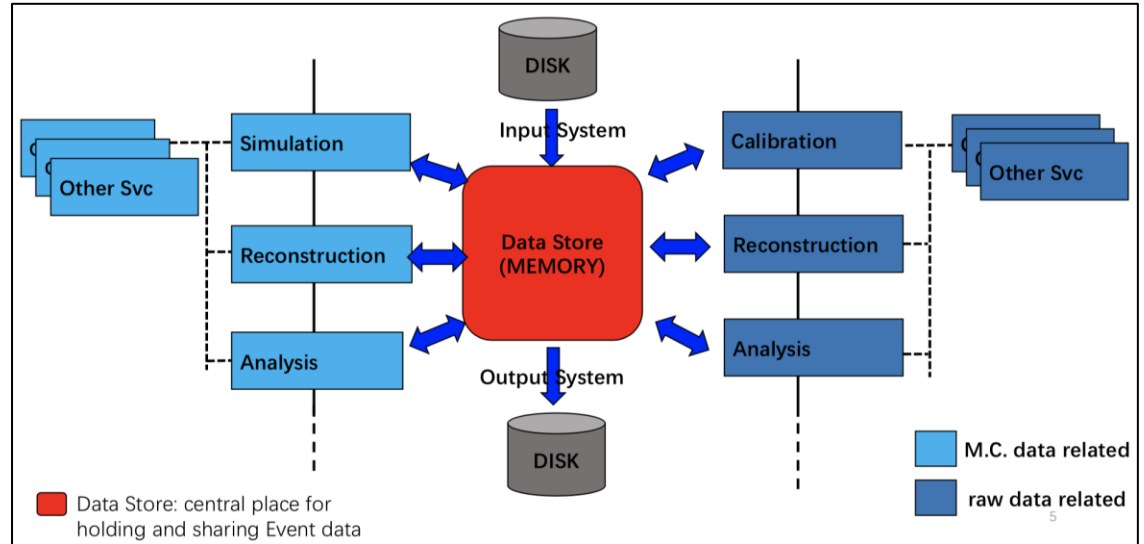 DISK
Input System
Simulation
Calibration
Other Svc
Other Svc
Data Store
(MEMORY)
Reconstruction
Reconstruction
Analysis
Analysis
Output System
DISK
M.C. data related
raw data related
5
Data Store: central place for
holding and sharing Event data